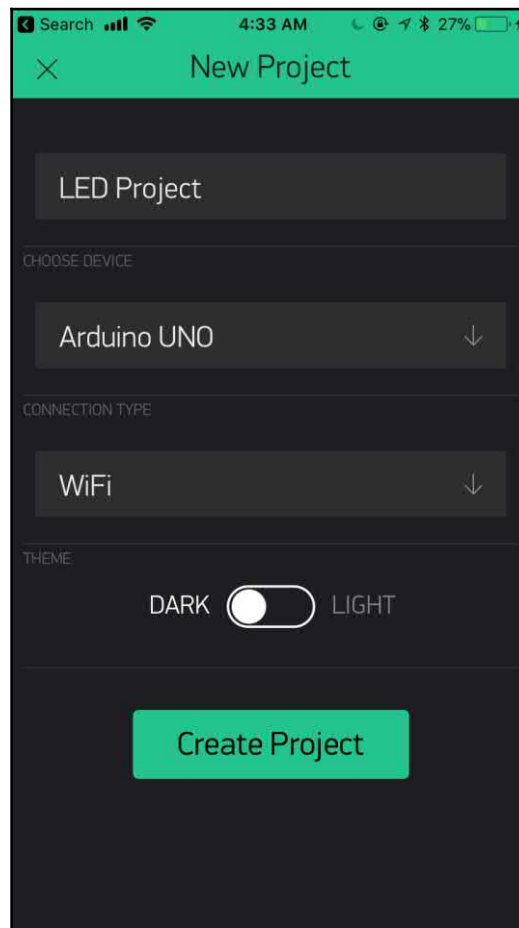 Search 4:33 AM 27%
New Project
LED Project
CHOOSE DEVICE
Arduino UNO
CONNECTION TYPE
WiFi
THEME
DARK LIGHT
Create Project